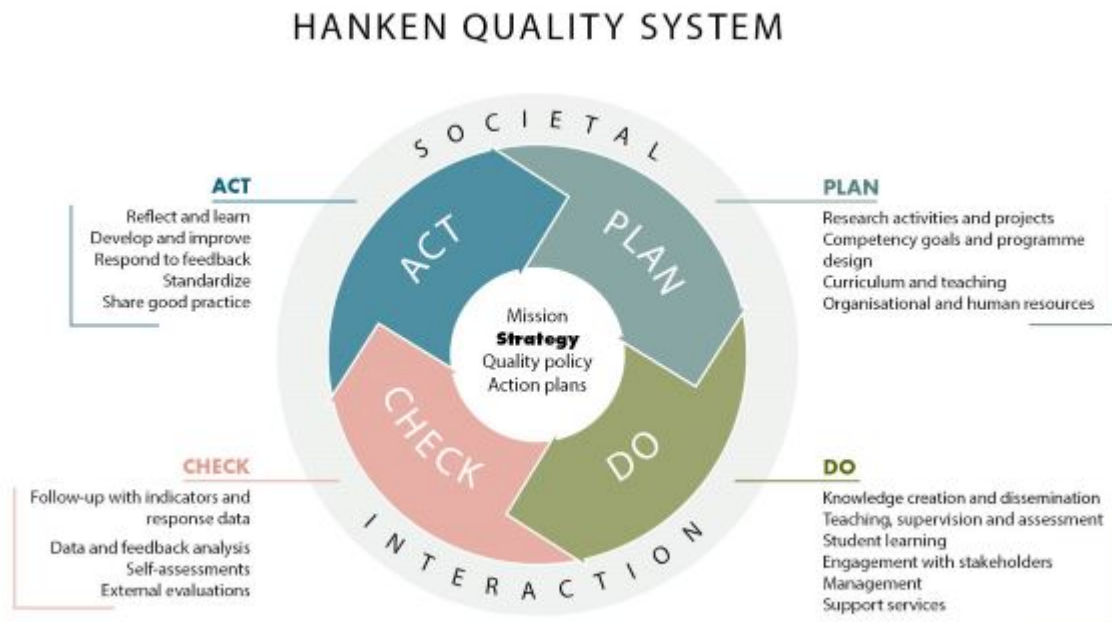 HANKEN QUALITY SYSTEM
SOCIETAL
ACT
Reflect and learn
Develop and improve
Respond to feedback
Standardize
Share good practice
PLAN
Research activities and projects
Competency goals and programme
design
Curriculum and teaching
Organisational and human resources
ACT
PLAN
Mission
Strategy
Quality policy
Action plans
CHECK
DO
CHECK
Follow-up with indicators and
response data
Data and feedback analysis
Self-assessments
External evaluations
DO
Knowledge creation and dissemination
Teaching, supervision and assessment
Student learning
Engagement with stakeholders
Management
Support services
INTERACTION